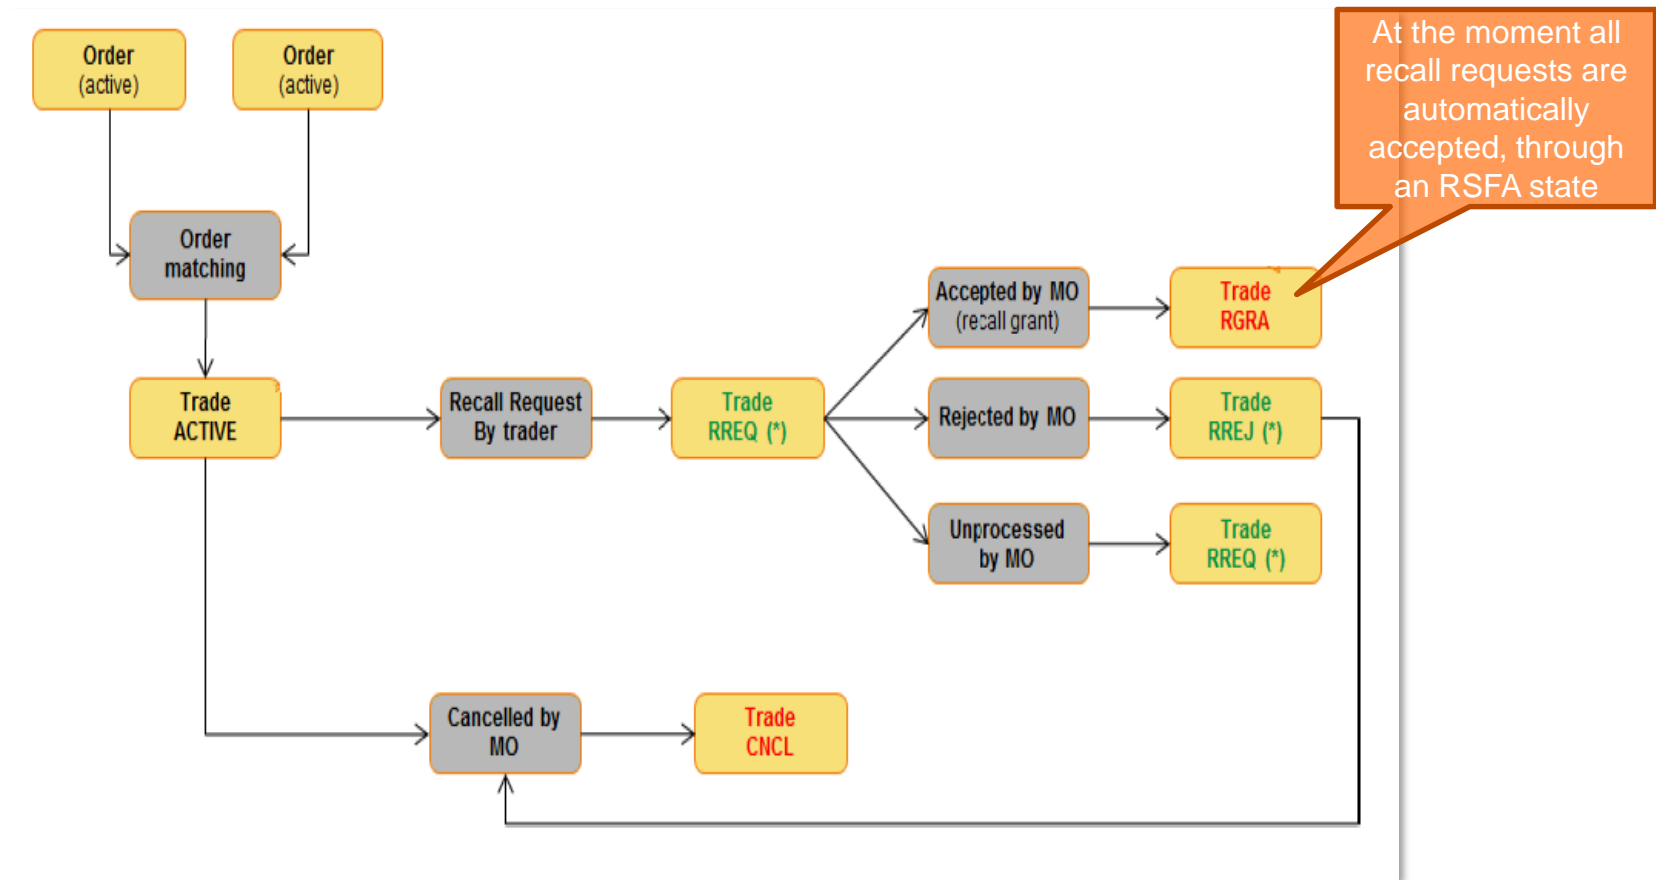 Order
(active)
Order
(active)
At the moment all
recall requests are
automatically
accepted, through
an RSFA state
Order
matching
Accepted by MO
(recall grant)
Trade
RGRA
Trade
ACTIVE
Recall Request
By trader
Trade
RREQ (*)
Rejected by MO
Trade
RREJ (*)
Unprocessed
by MO
Trade
RREQ (*)
Cancelled by
MO
Trade
CNCL